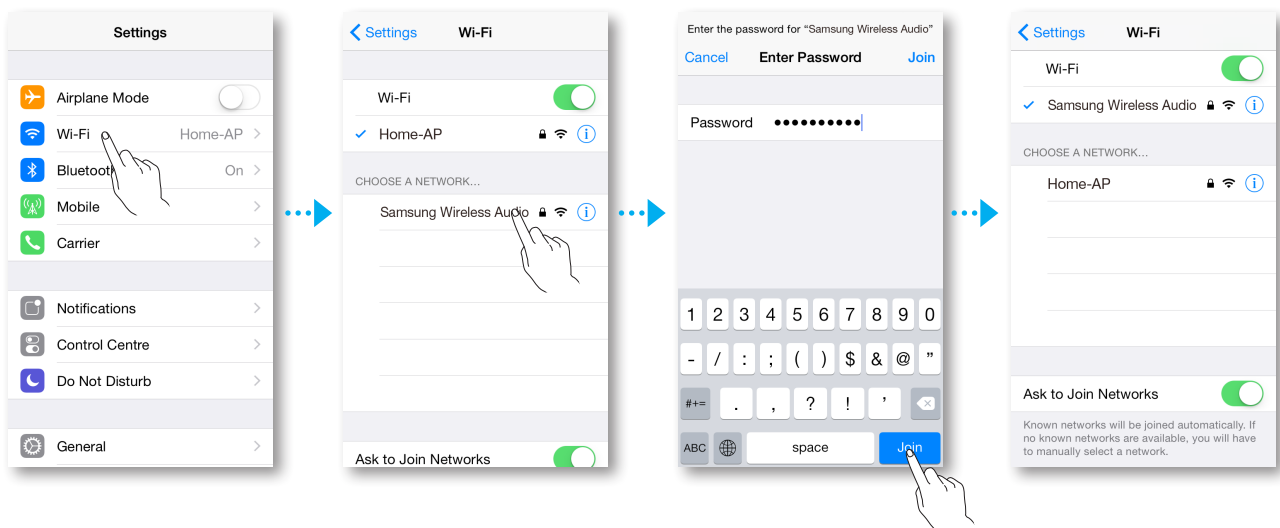 Settings
Airplane Mode
Wi-Fi Home-AP
Bluetoot On
Mobile
Carrier
Notifications
Control Centre
Do Not Disturb
General
Settings Wi-Fi
Wi-Fi
Home-AP
CHOOSE A NETWORK...
Samsung Wireless Audio
Ask to Join Networks
Enter the password for “Samsung Wireless Audio”
Cancel Enter Password Join
Password ●●●●●●●●●●
1 2 3 4 5 6 7 8 9 0
- / : ; ( ) $ & @ ”
#+= . , ? ! ’
ABC space Join
Settings Wi-Fi
Wi-Fi
Samsung Wireless Audio
CHOOSE A NETWORK...
Home-AP
Ask to Join Networks
Known networks will be joined automatically. If
no known networks are available, you will have
to manually select a network.